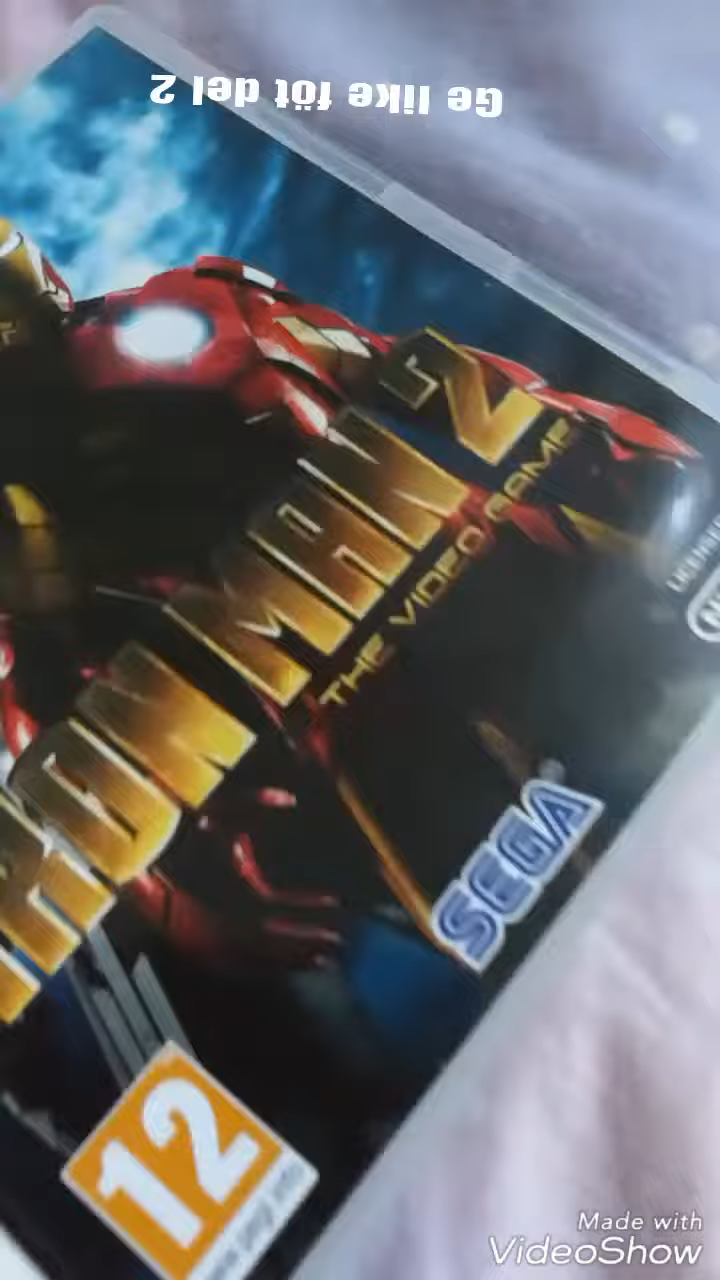 Ge like föt del 2
IRON MAN 2
THE VIDEO GAME
SEGA
12
Made with
VideoShow